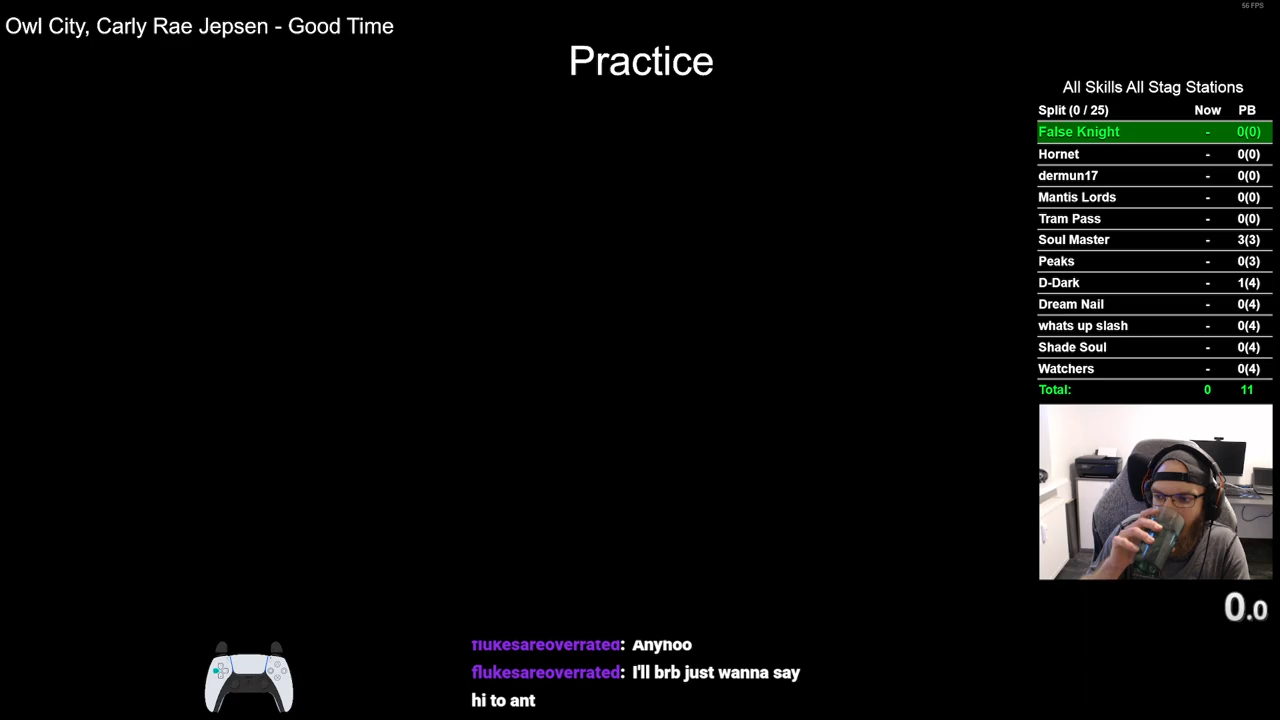 56 FPS
Owl City, Carly Rae Jepsen - Good Time
Practice
All Skills All Stag Stations
Split (0 / 25) Now PB
False Knight - 0(0)
Hornet - 0(0)
dermun17 - 0(0)
Mantis Lords - 0(0)
Tram Pass - 0(0)
Soul Master - 3(3)
Peaks - 0(3)
D-Dark - 1(4)
Dream Nail - 0(4)
whats up slash - 0(4)
Shade Soul - 0(4)
Watchers - 0(4)
Total: 0 11
0.0
flukesareoverrated: Anyhoo
flukesareoverrated: I'll brb just wanna say
hi to ant